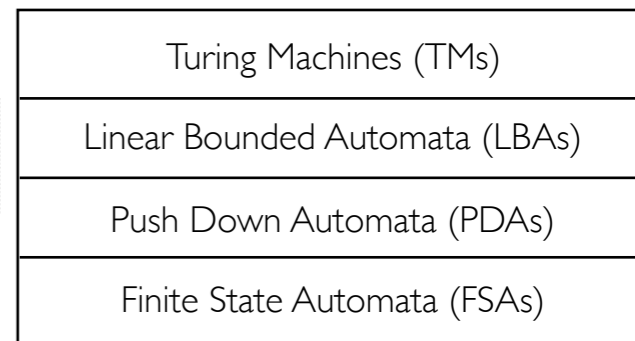 Turing Machines (TMs)
Linear Bounded Automata (LBAs)
Push Down Automata (PDAs)
Finite State Automata (FSAs)